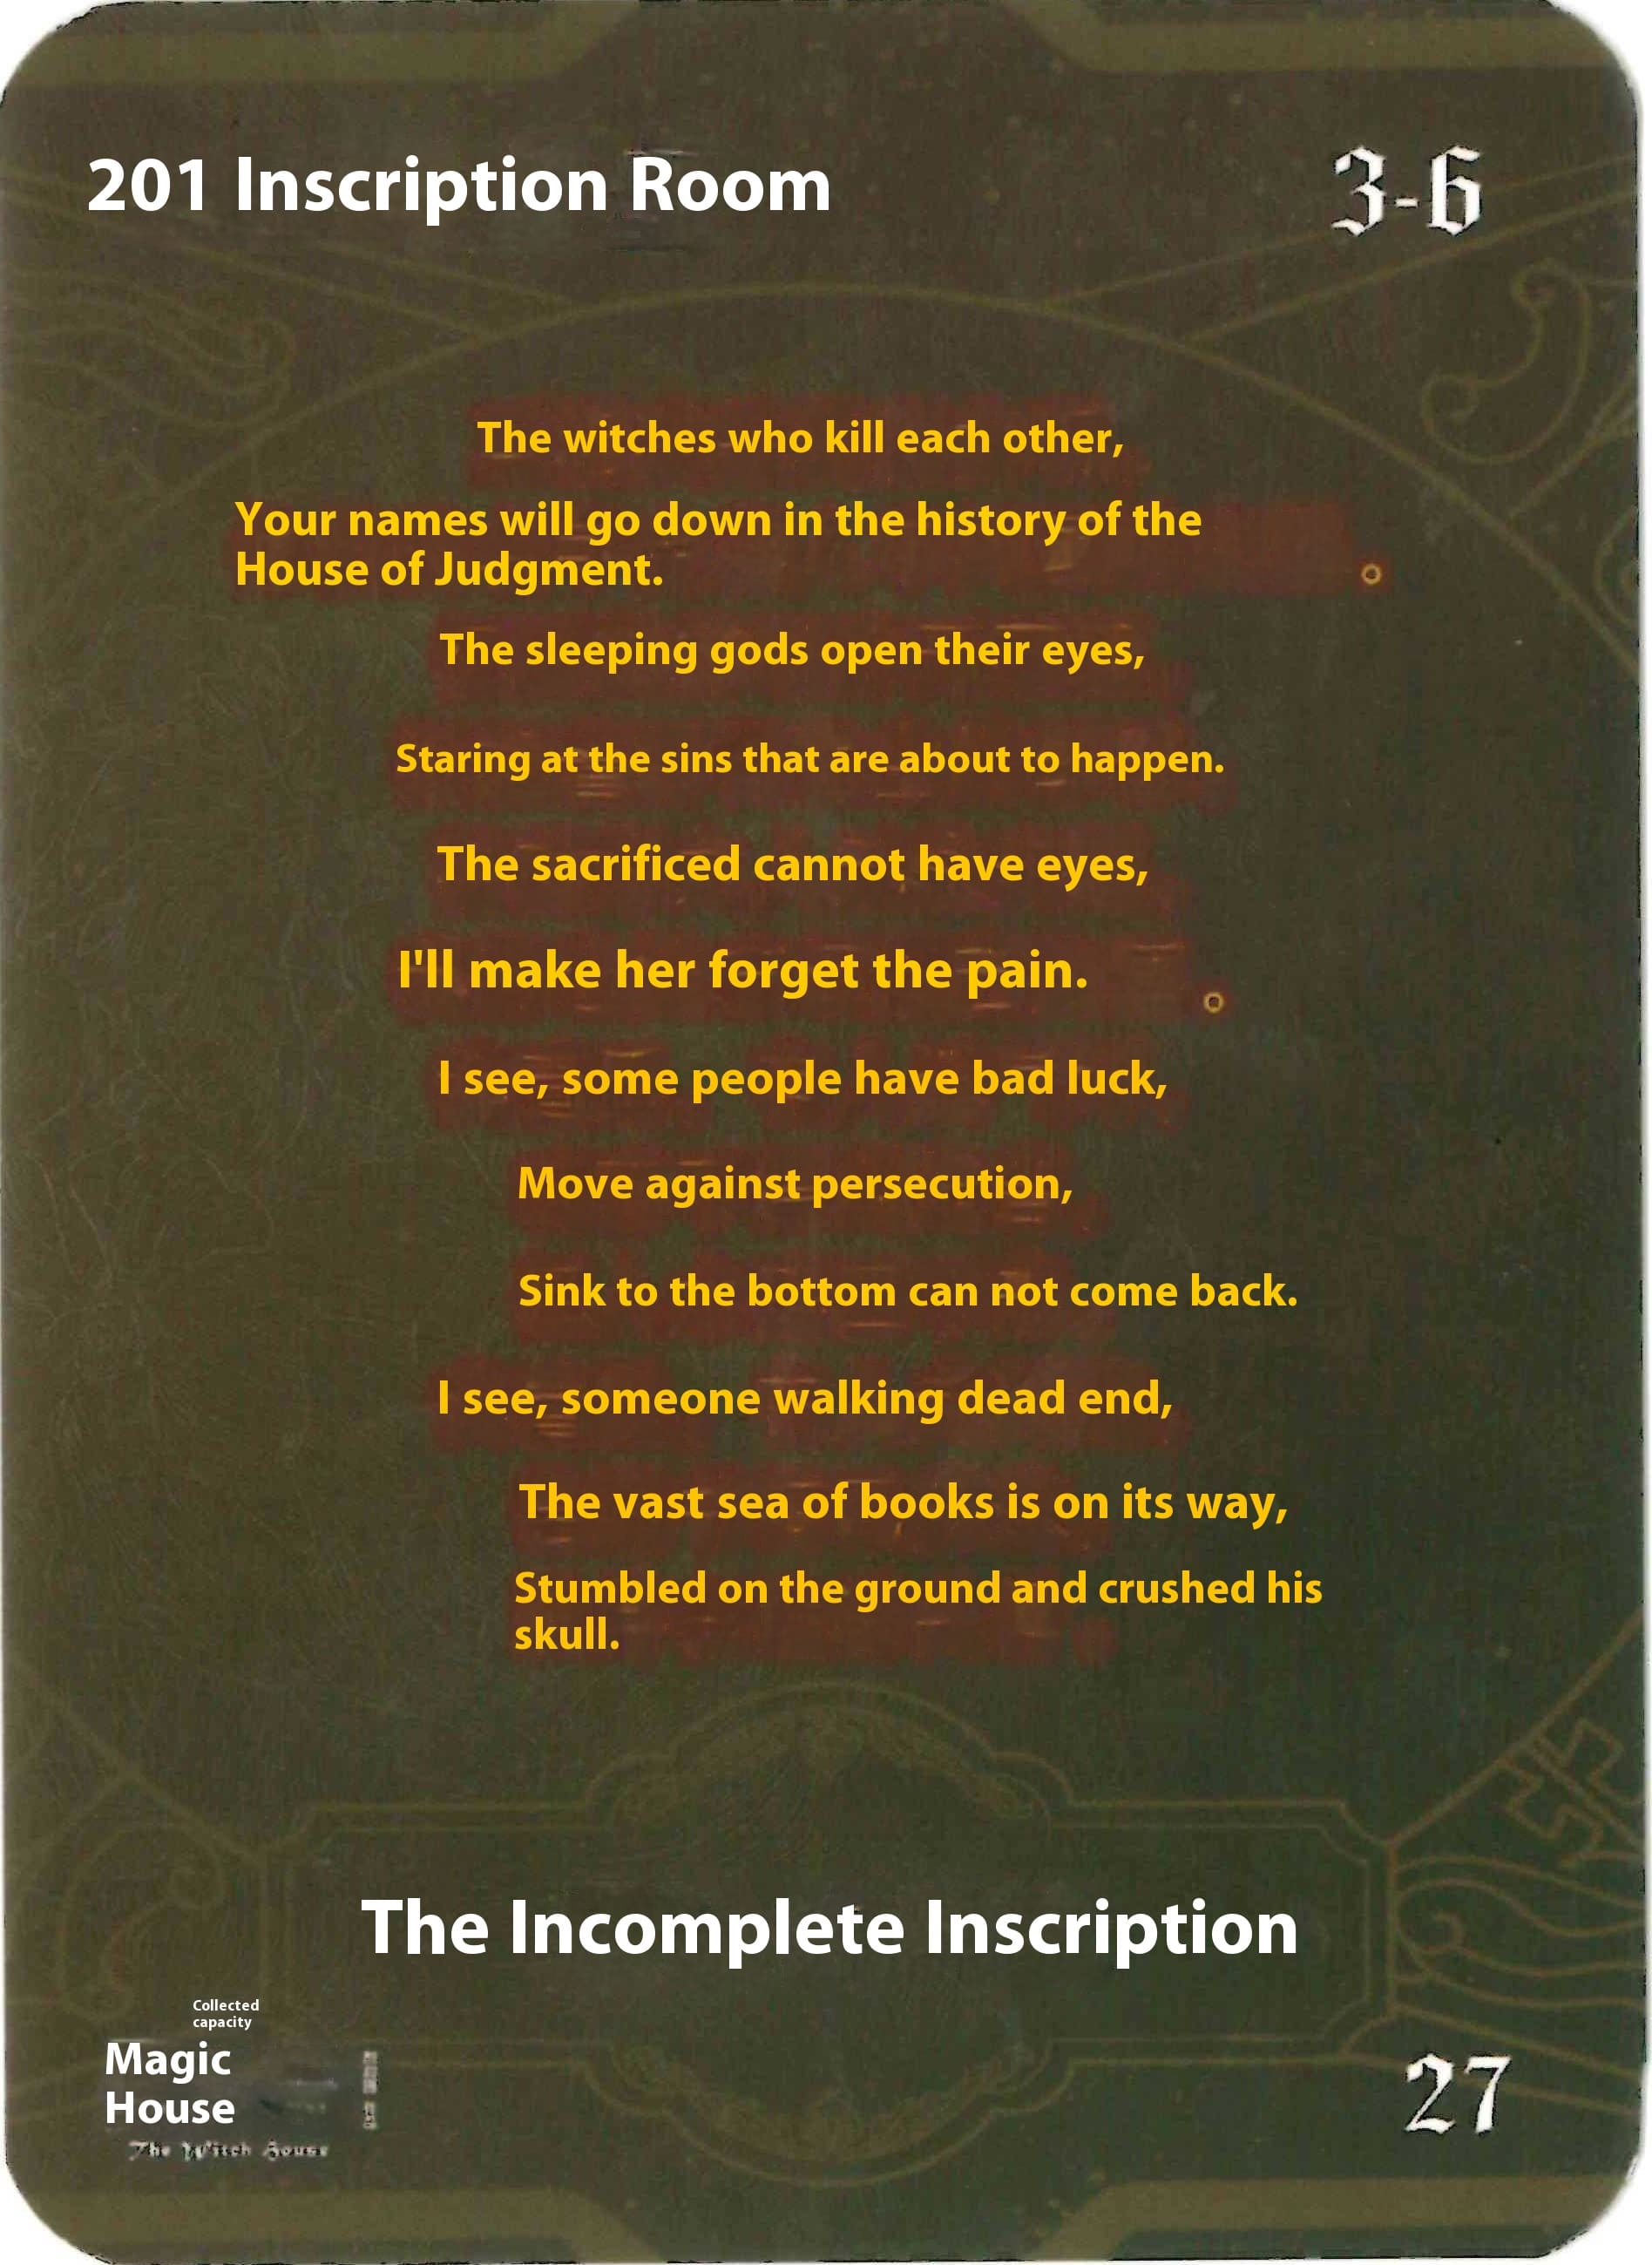 201 Inscription Room
3-6
The witches who kill each other,
Your names will go down in the history of the
House of Judgment.
The sleeping gods open their eyes,
Staring at the sins that are about to happen.
The sacrificed cannot have eyes,
I'll make her forget the pain.
I see, some people have bad luck,
Move against persecution,
Sink to the bottom can not come back.
I see, someone walking dead end,
The vast sea of books is on its way,
Stumbled on the ground and crushed his
skull.
The Incomplete Inscription
Collected
capacity
Magic
House
The Witch House
27